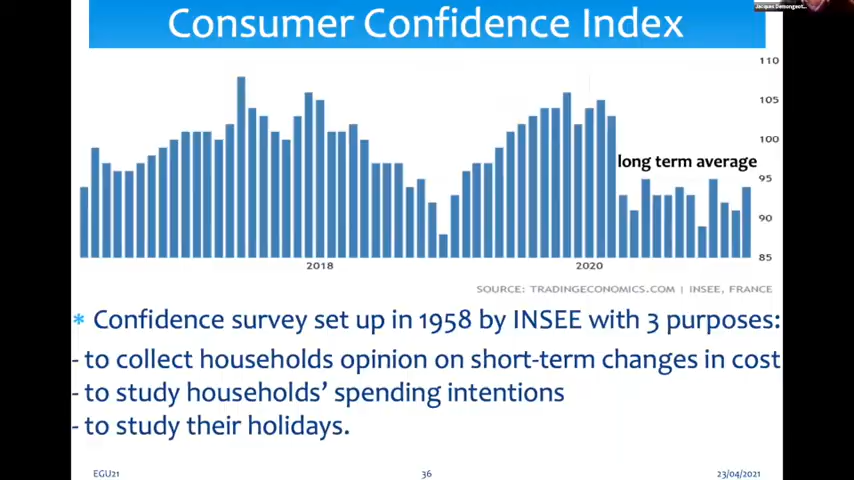 Jacques Demongeot...
Consumer Confidence Index
110
105
100
long term average
95
90
85
2018
2020
SOURCE: TRADINGECONOMICS.COM | INSEE, FRANCE
* Confidence survey set up in 1958 by INSEE with 3 purposes:
- to collect households opinion on short-term changes in cost
- to study households’ spending intentions
- to study their holidays.
EGU21
36
23/04/2021